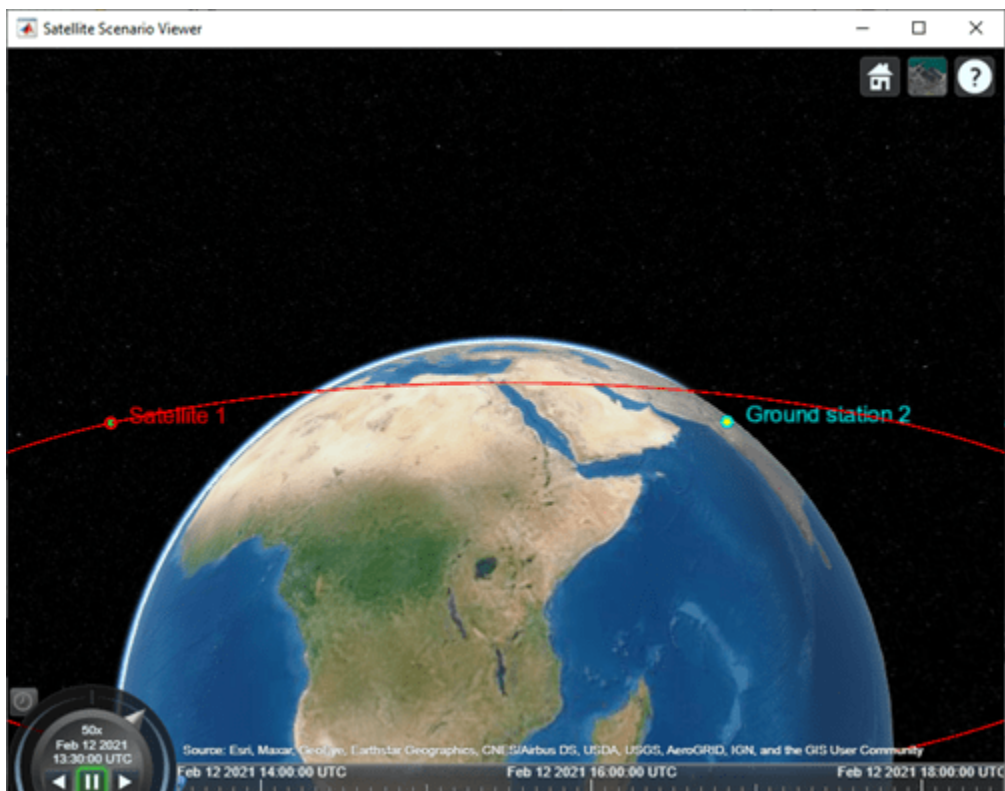 Satellite Scenario Viewer
?
Satellite 1
Ground station 2
50x
Feb 12 2021
13:30:00 UTC
Source: Esri, Maxar, GeoEye, Earthstar Geographics, CNES/Airbus DS, USDA, USGS, AeroGRID, IGN, and the GIS User Community
Feb 12 2021 14:00:00 UTC
Feb 12 2021 16:00:00 UTC
Feb 12 2021 18:00:00 UTC